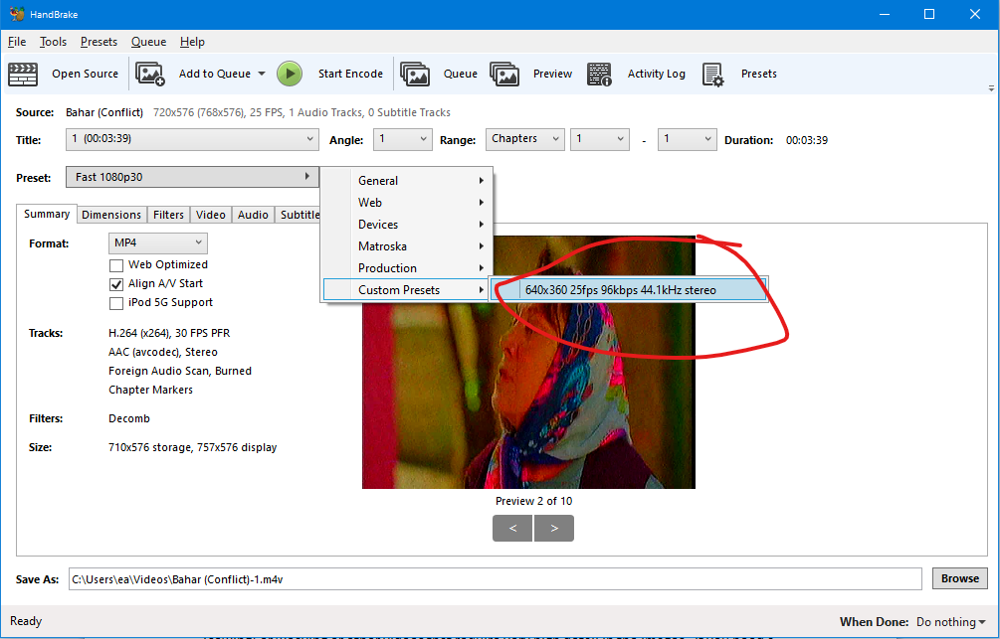 HandBrake
File Tools Presets Queue Help
Open Source Add to Queue Start Encode Queue Preview Activity Log Presets
Source: Bahar (Conflict) 720x576 (768x576), 25 FPS, 1 Audio Tracks, 0 Subtitle Tracks
Title: 1 (00:03:39) Angle: 1 Range: Chapters 1 - 1 Duration: 00:03:39
Preset: Fast 1080p30
General
Web
Devices
Matroska
Production
Custom Presets
640x360 25fps 96kbps 44.1kHz stereo
Summary Dimensions Filters Video Audio Subtitle
Format: MP4
Web Optimized
Align A/V Start
iPod 5G Support
Tracks: H.264 (x264), 30 FPS PFR
AAC (avcodec), Stereo
Foreign Audio Scan, Burned
Chapter Markers
Filters: Decomb
Size: 710x576 storage, 757x576 display
Preview 2 of 10
< >
Save As: C:\Users\ea\Videos\Bahar (Conflict)-1.m4v Browse
Ready When Done: Do nothing